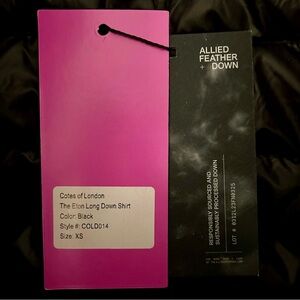 Cotes of London
The Eton Long Down Shirt
Color: Black
Style #: COLD014
Size: XS
ALLIED
FEATHER
+ DOWN
RESPONSIBLY SOURCED AND
SUSTAINABLY PROCESSED DOWN